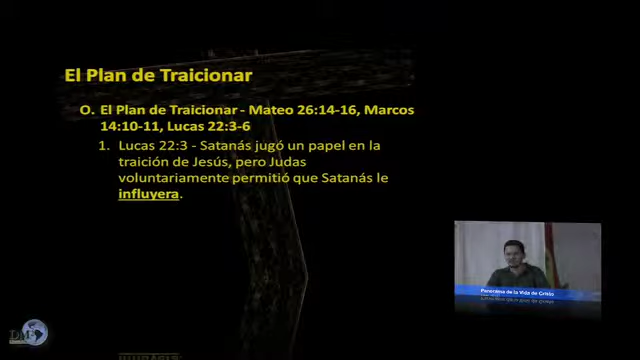 El Plan de Traicionar
O. El Plan de Traicionar - Mateo 26:14-16, Marcos
14:10-11, Lucas 22:3-6
1. Lucas 22:3 - Satanás jugó un papel en la
traición de Jesús, pero Judas
voluntariamente permitió que Satanás le
influyera.
Panorama de la Vida de Cristo